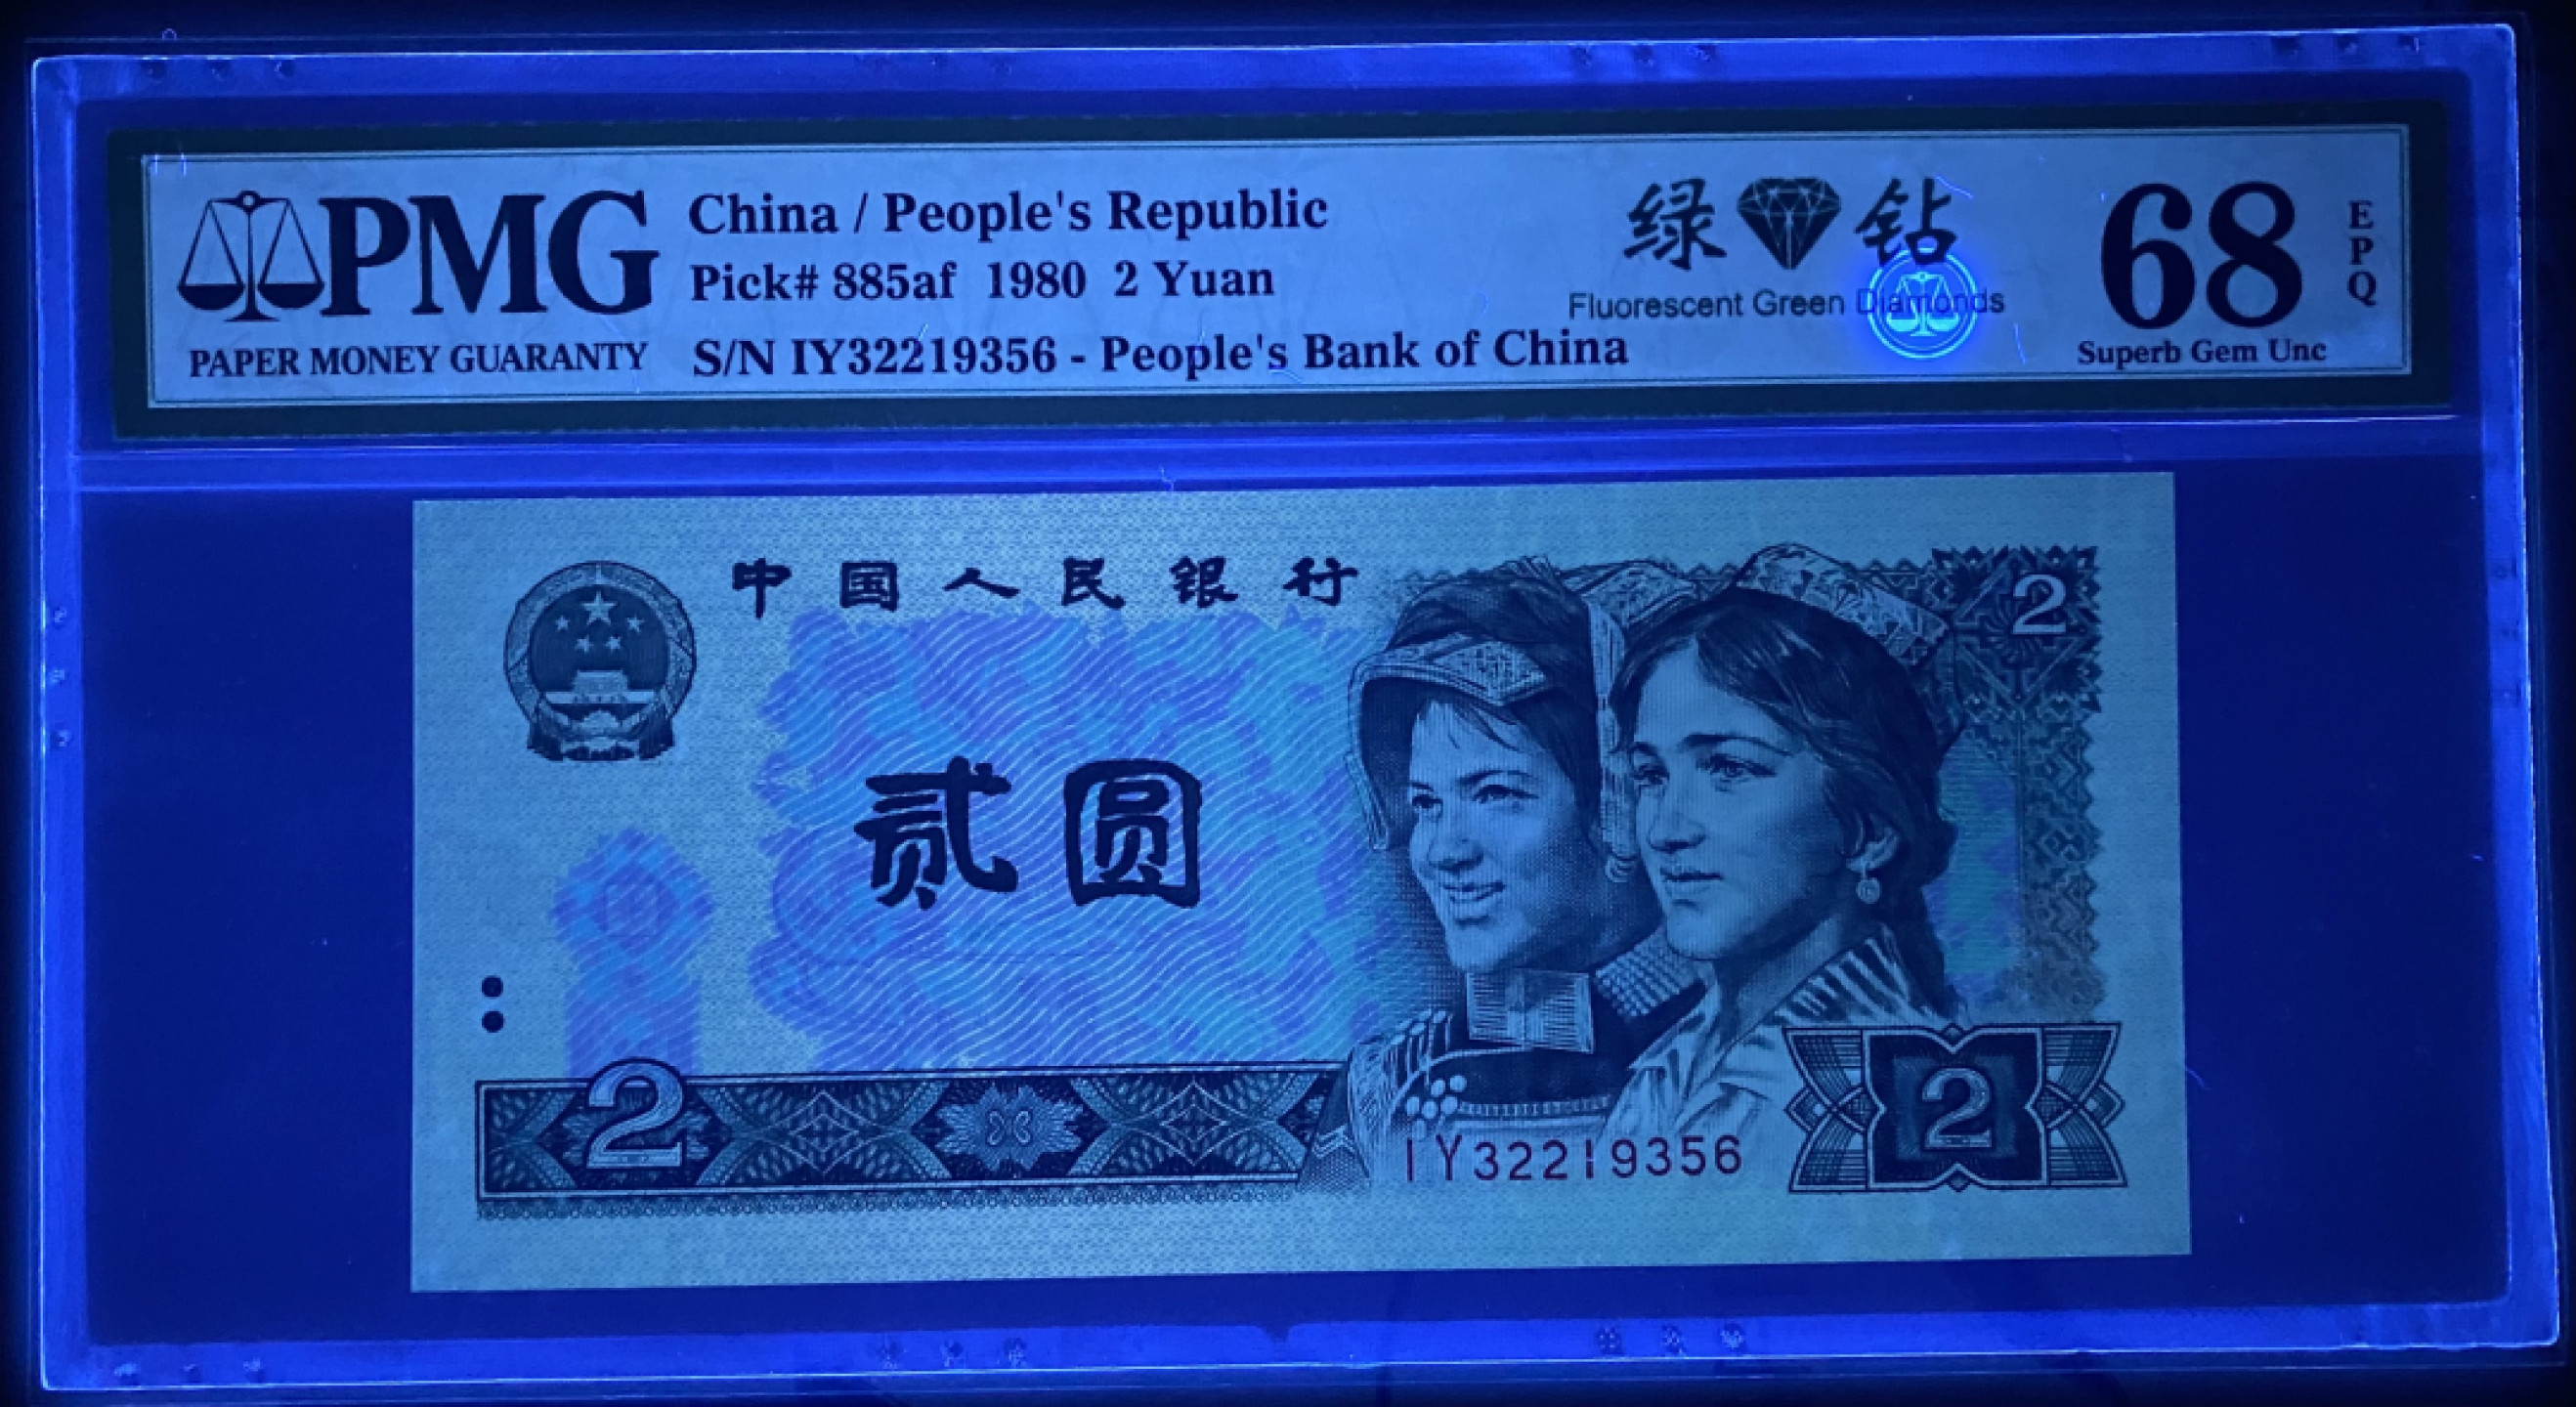 PMG
PAPER MONEY GUARANTY
China / People's Republic
Pick# 885af 1980 2 Yuan
S/N IY32219356 - People's Bank of China
绿 钻
Fluorescent Green Diamonds
68
EPQ
Superb Gem Unc
中国人民银行
2
贰圆
2
IY32219356
2